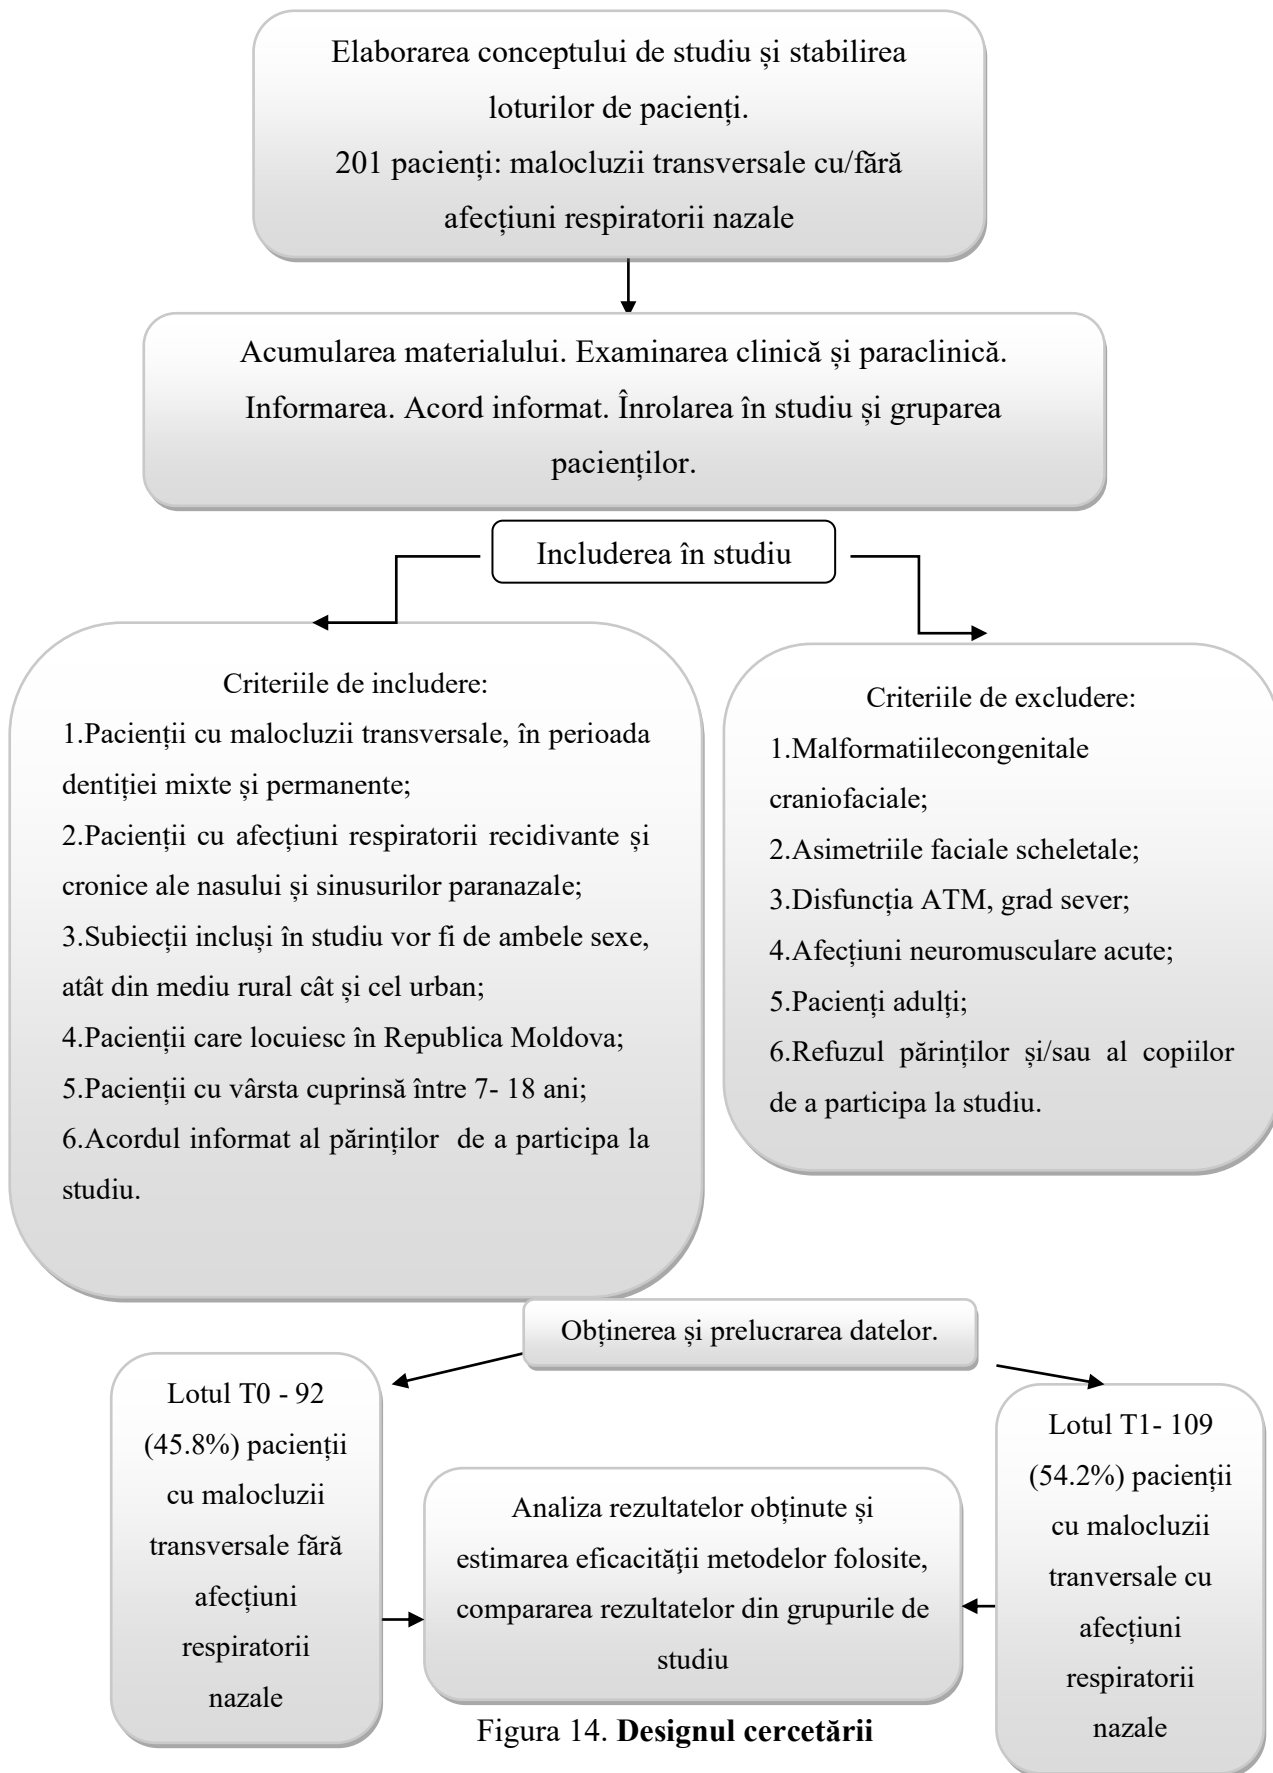 Elaborarea conceptului de studiu și stabilirea
loturilor de pacienți.
201 pacienți: malocluzii transversale cu/fără
afecțiuni respiratorii nazale
Acumularea materialului. Examinarea clinică și paraclinică.
Informarea. Acord informat. Înrolarea în studiu și gruparea
pacienților.
Includerea în studiu
Criteriile de includere:
1.Pacienții cu malocluzii transversale, în perioada
dentiției mixte și permanente;
2.Pacienții cu afecțiuni respiratorii recidivante și
cronice ale nasului și sinusurilor paranazale;
3.Subiecții incluși în studiu vor fi de ambele sexe,
atât din mediu rural cât și cel urban;
4.Pacienții care locuiesc în Republica Moldova;
5.Pacienții cu vârsta cuprinsă între 7- 18 ani;
6.Acordul informat al părinților de a participa la
studiu.
Criteriile de excludere:
1.Malformatiilecongenitale
craniofaciale;
2.Asimetriile faciale scheletale;
3.Disfuncția ATM, grad sever;
4.Afecțiuni neuromusculare acute;
5.Pacienți adulți;
6.Refuzul părinților și/sau al copiilor
de a participa la studiu.
Obținerea și prelucrarea datelor.
Lotul T0 - 92
(45.8%) pacienții
cu malocluzii
transversale fără
afecțiuni
respiratorii
nazale
Analiza rezultatelor obținute și
estimarea eficacităţii metodelor folosite,
compararea rezultatelor din grupurile de
studiu
Lotul T1- 109
(54.2%) pacienții
cu malocluzii
tranversale cu
afecțiuni
respiratorii
nazale
Figura 14. Designul cercetării